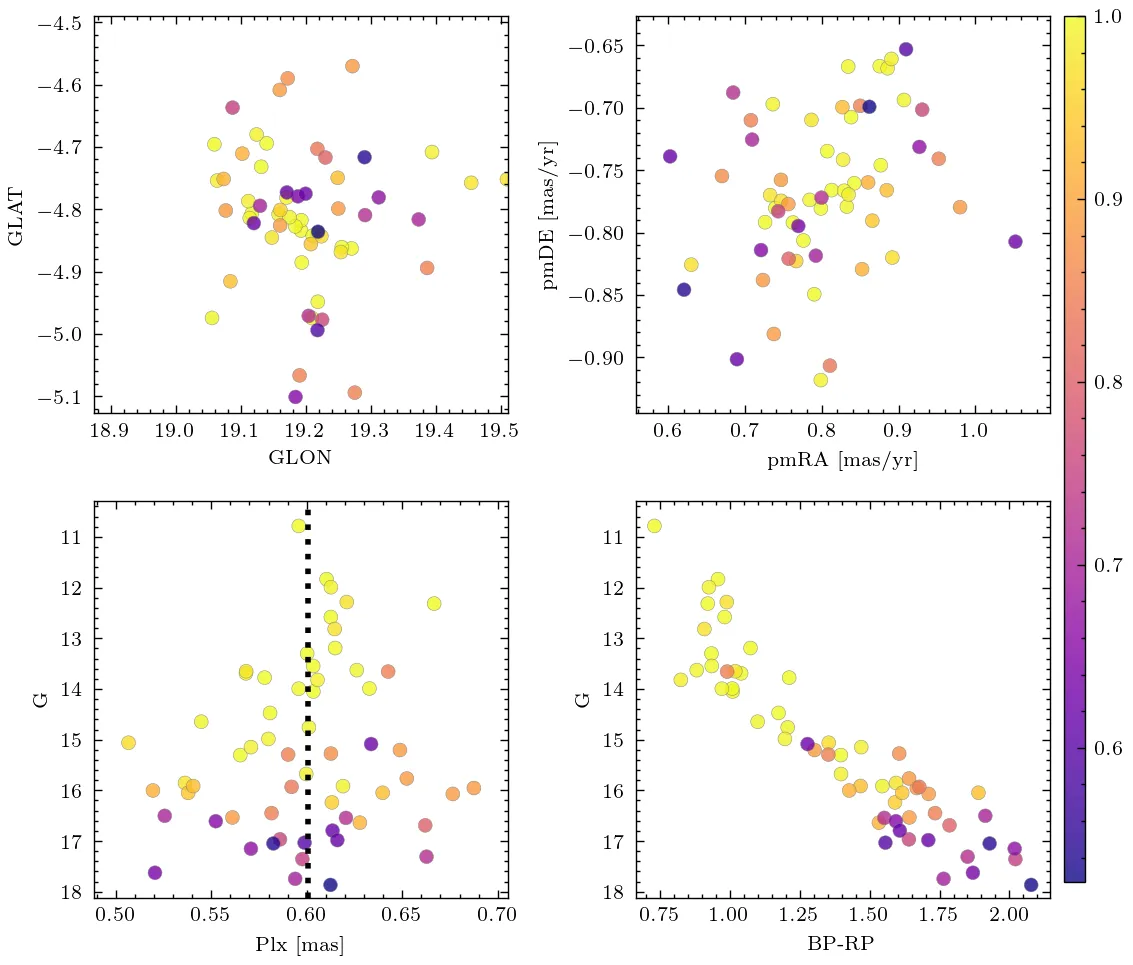 −4.5
−4.6
−4.7
−4.8
−4.9
−5.0
−5.1
GLAT
18.9 19.0 19.1 19.2 19.3 19.4 19.5
GLON
−0.65
−0.70
−0.75
−0.80
−0.85
−0.90
pmDE [mas/yr]
0.6 0.7 0.8 0.9 1.0
pmRA [mas/yr]
1.0
0.9
0.8
0.7
0.6
11
12
13
14
15
16
17
18
G
0.50 0.55 0.60 0.65 0.70
Plx [mas]
11
12
13
14
15
16
17
18
G
0.75 1.00 1.25 1.50 1.75 2.00
BP-RP